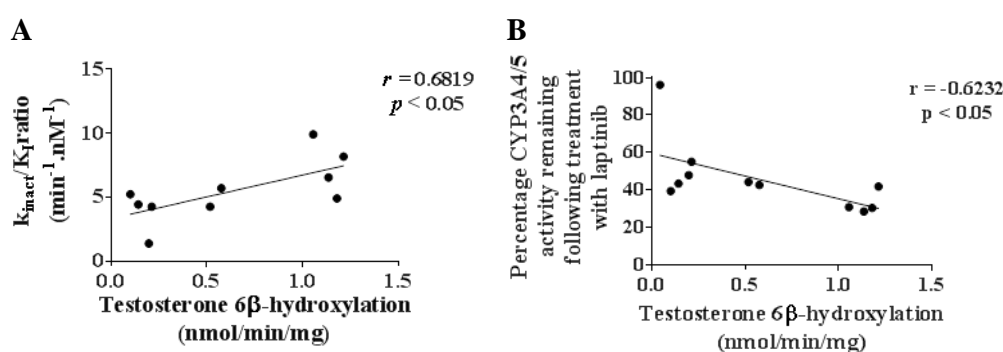 A
k_inact/K_I ratio
(min⁻¹.nM⁻¹)
15
10
5
0
0.0
0.5
1.0
1.5
r = 0.6819
p < 0.05
Testosterone 6β-hydroxylation
(nmol/min/mg)
B
Percentage CYP3A4/5
activity remaining
following treatment
with laptinib
100
80
60
40
20
0
0.0
0.5
1.0
1.5
r = -0.6232
p < 0.05
Testosterone 6β-hydroxylation
(nmol/min/mg)